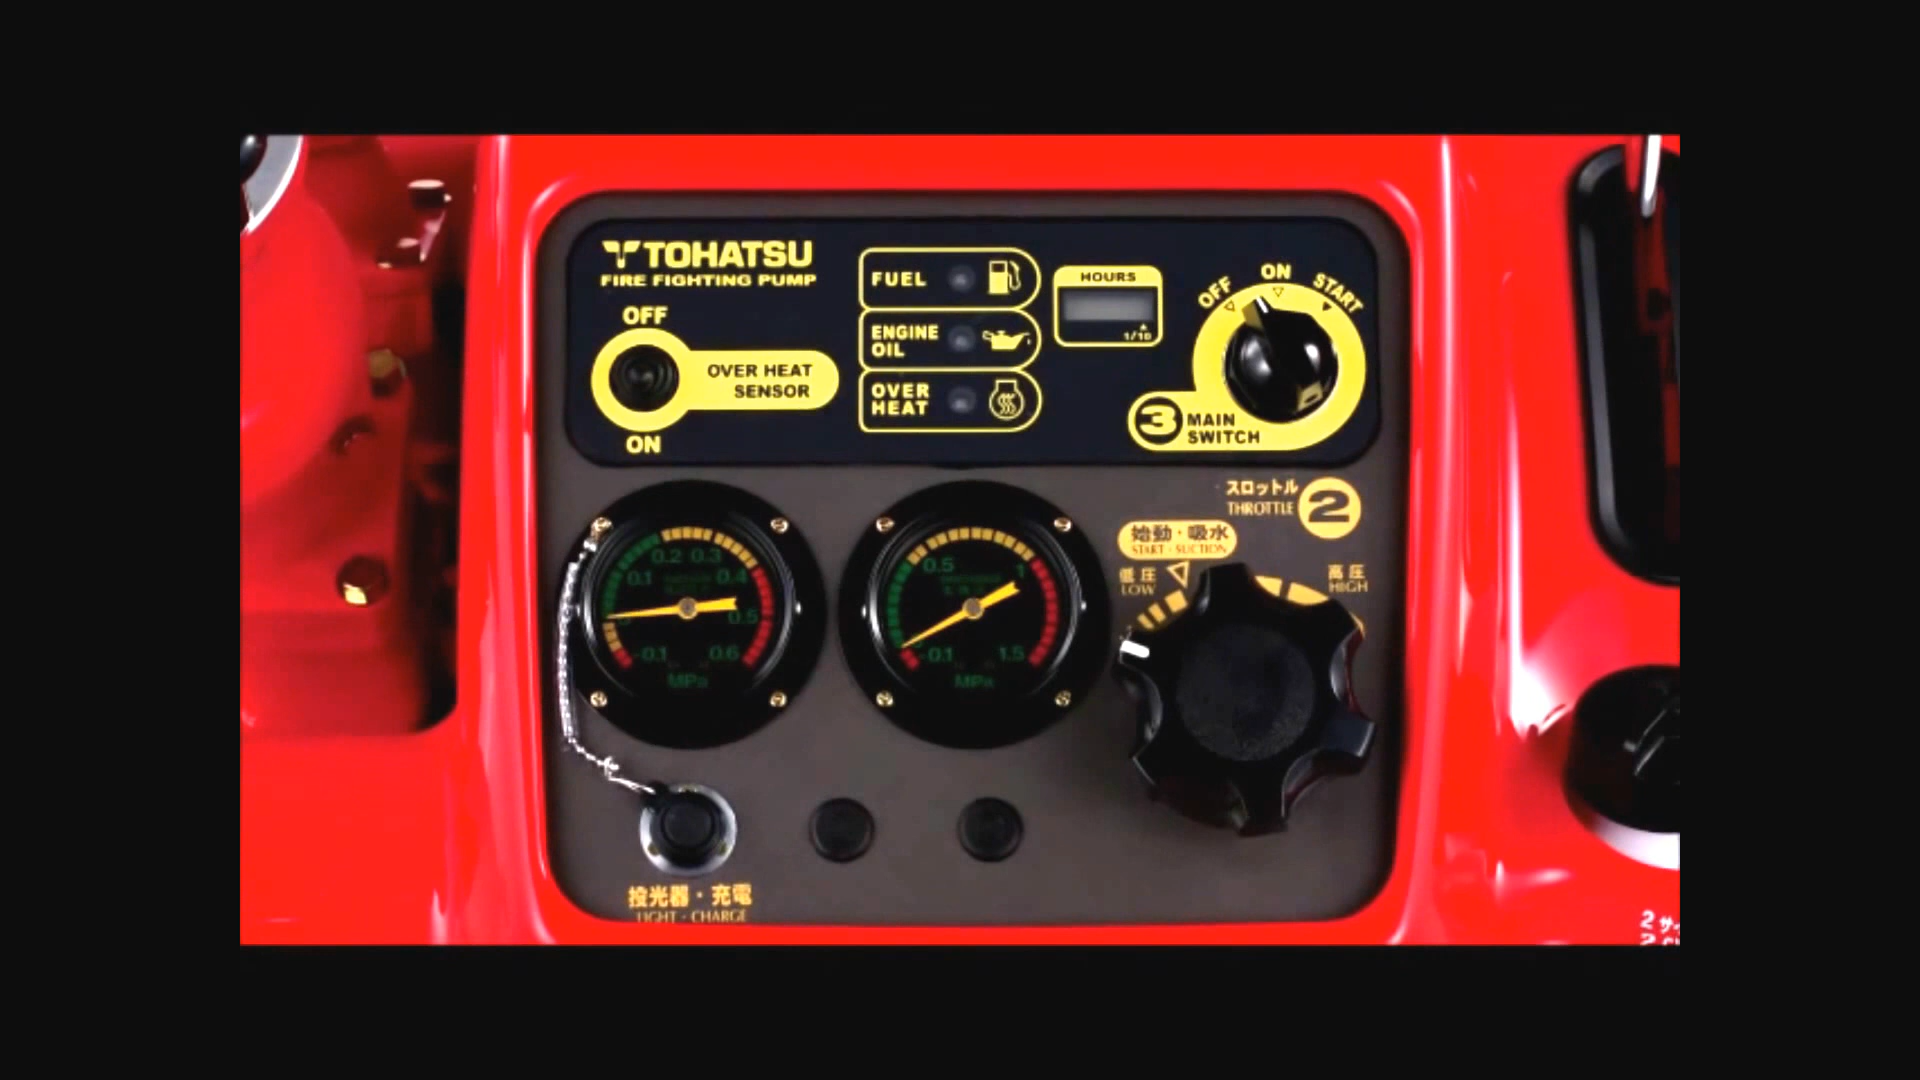 TOHATSU
FIRE FIGHTING PUMP
OFF
OVER HEAT
SENSOR
ON
FUEL
ENGINE
OIL
OVER
HEAT
HOURS
1/10
OFF
ON
START
3
MAIN
SWITCH
スロットル
THROTTLE
2
始動・吸水
START・SUCTION
低圧
LOW
高圧
HIGH
0.2 0.3
0.1 0.4
0 0.5
-0.1 0.6
MPa
0.5 1
-0.1 1.5
MPa
投光器・充電
LIGHT・CHARGE
2サ